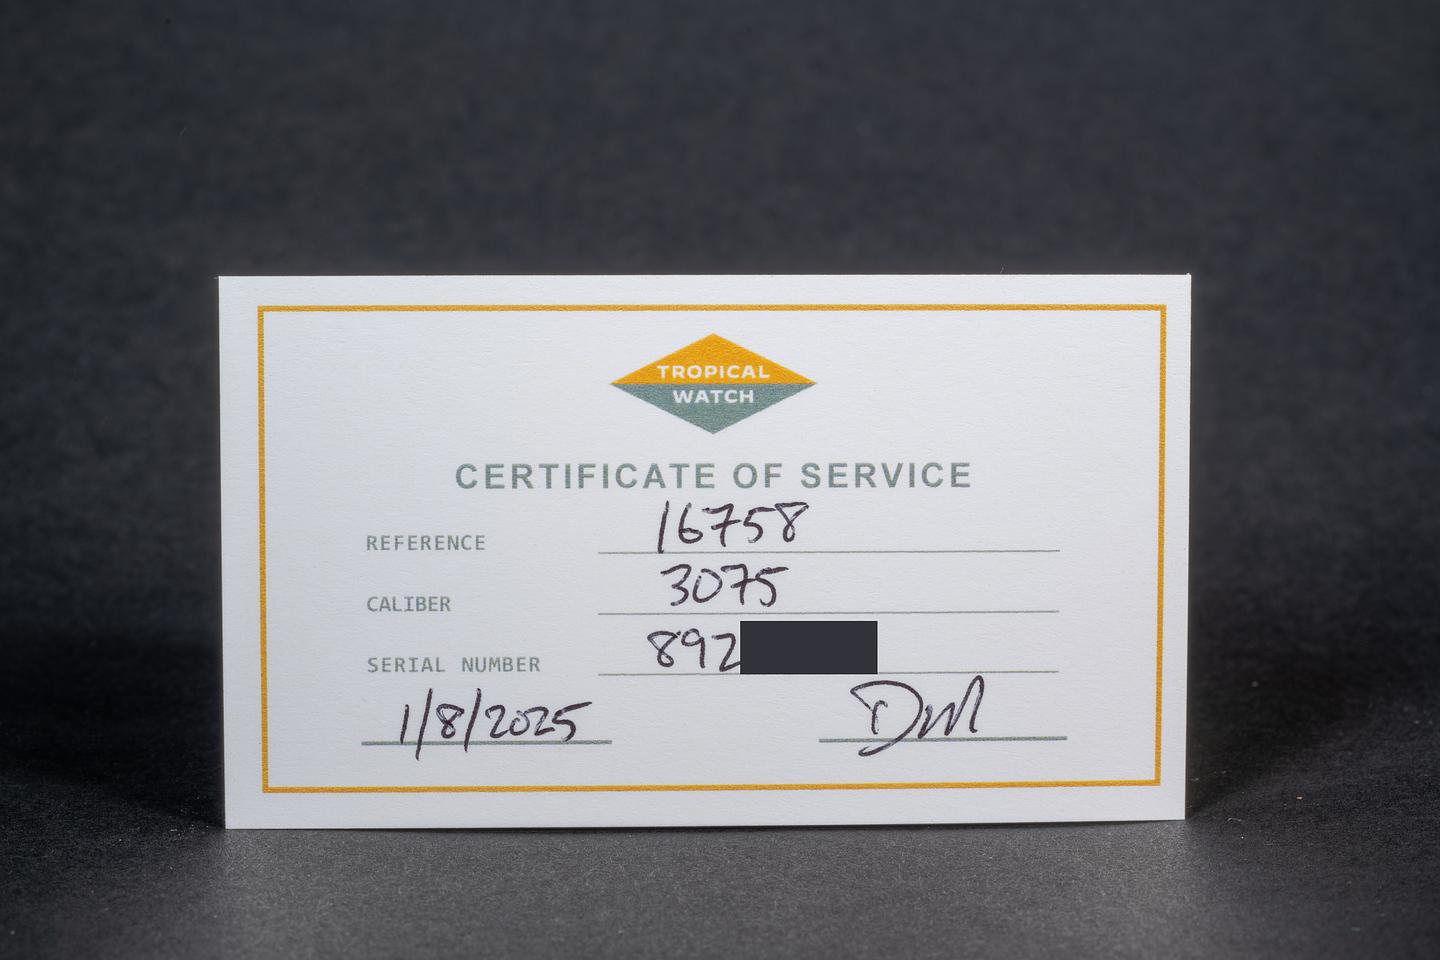 TROPICAL
WATCH
CERTIFICATE OF SERVICE
REFERENCE 16758
CALIBER 3075
SERIAL NUMBER 892
1/8/2025